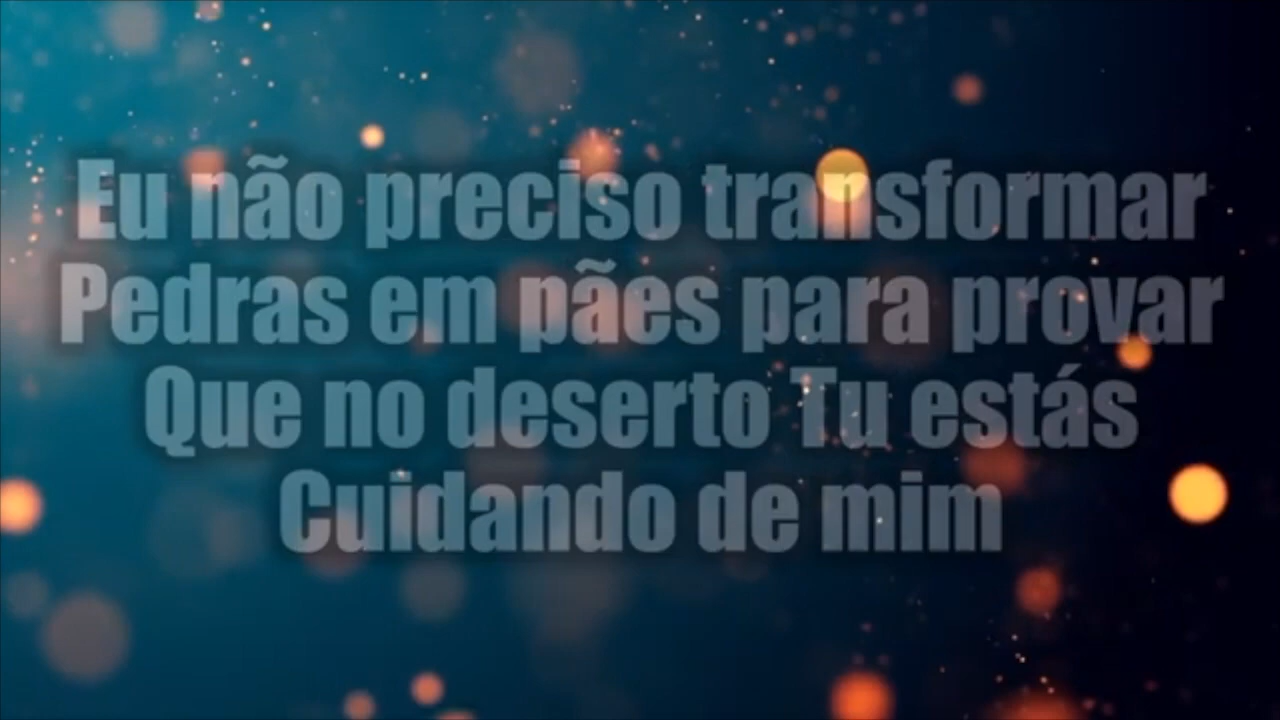 Eu não preciso transformar
Pedras em pães para provar
Que no deserto Tu estás
Cuidando de mim